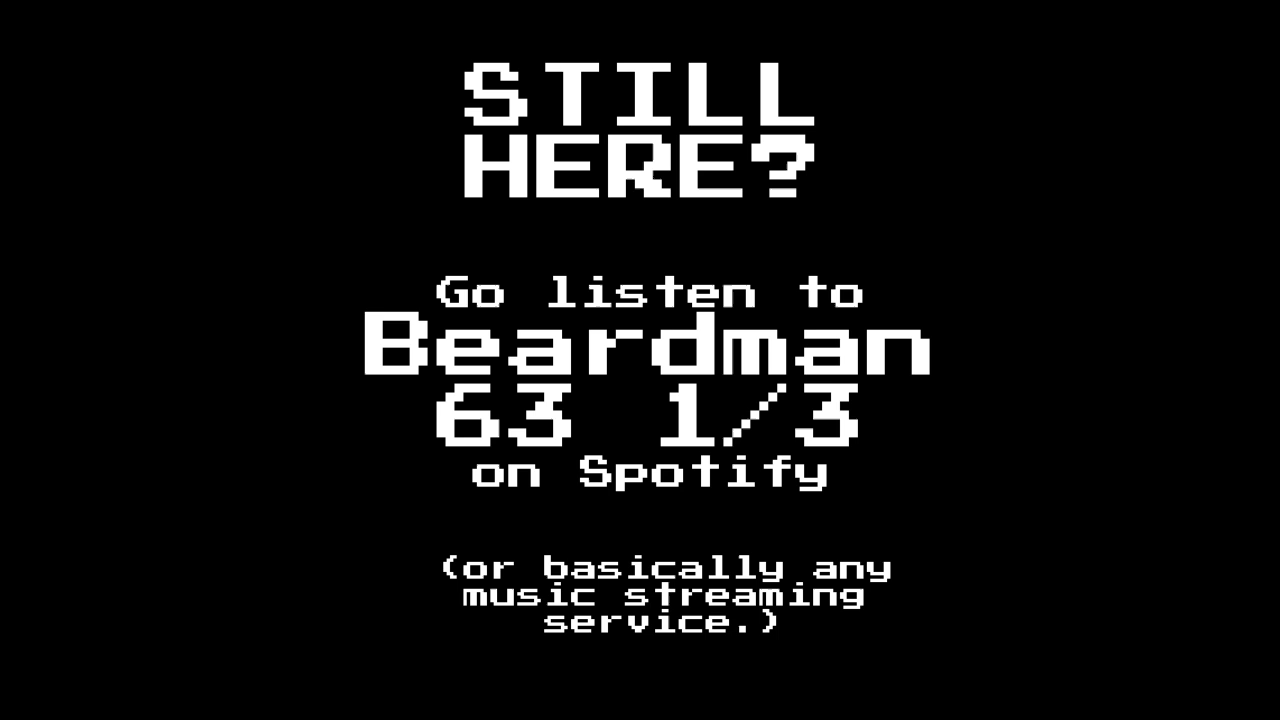 STILL
HERE?
Go listen to
Beardman
63 1/3
on Spotify
(or basically any
music streaming
service.)